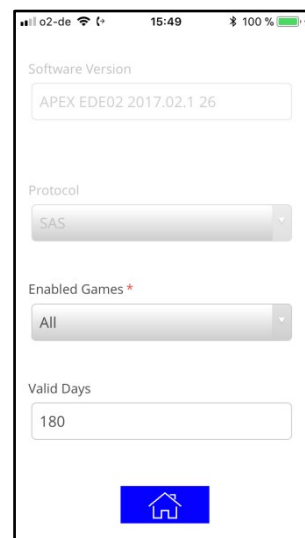 o2-de 15:49 100 %
Software Version
APEX EDE02 2017.02.1 26
Protocol
SAS
Enabled Games *
All
Valid Days
180